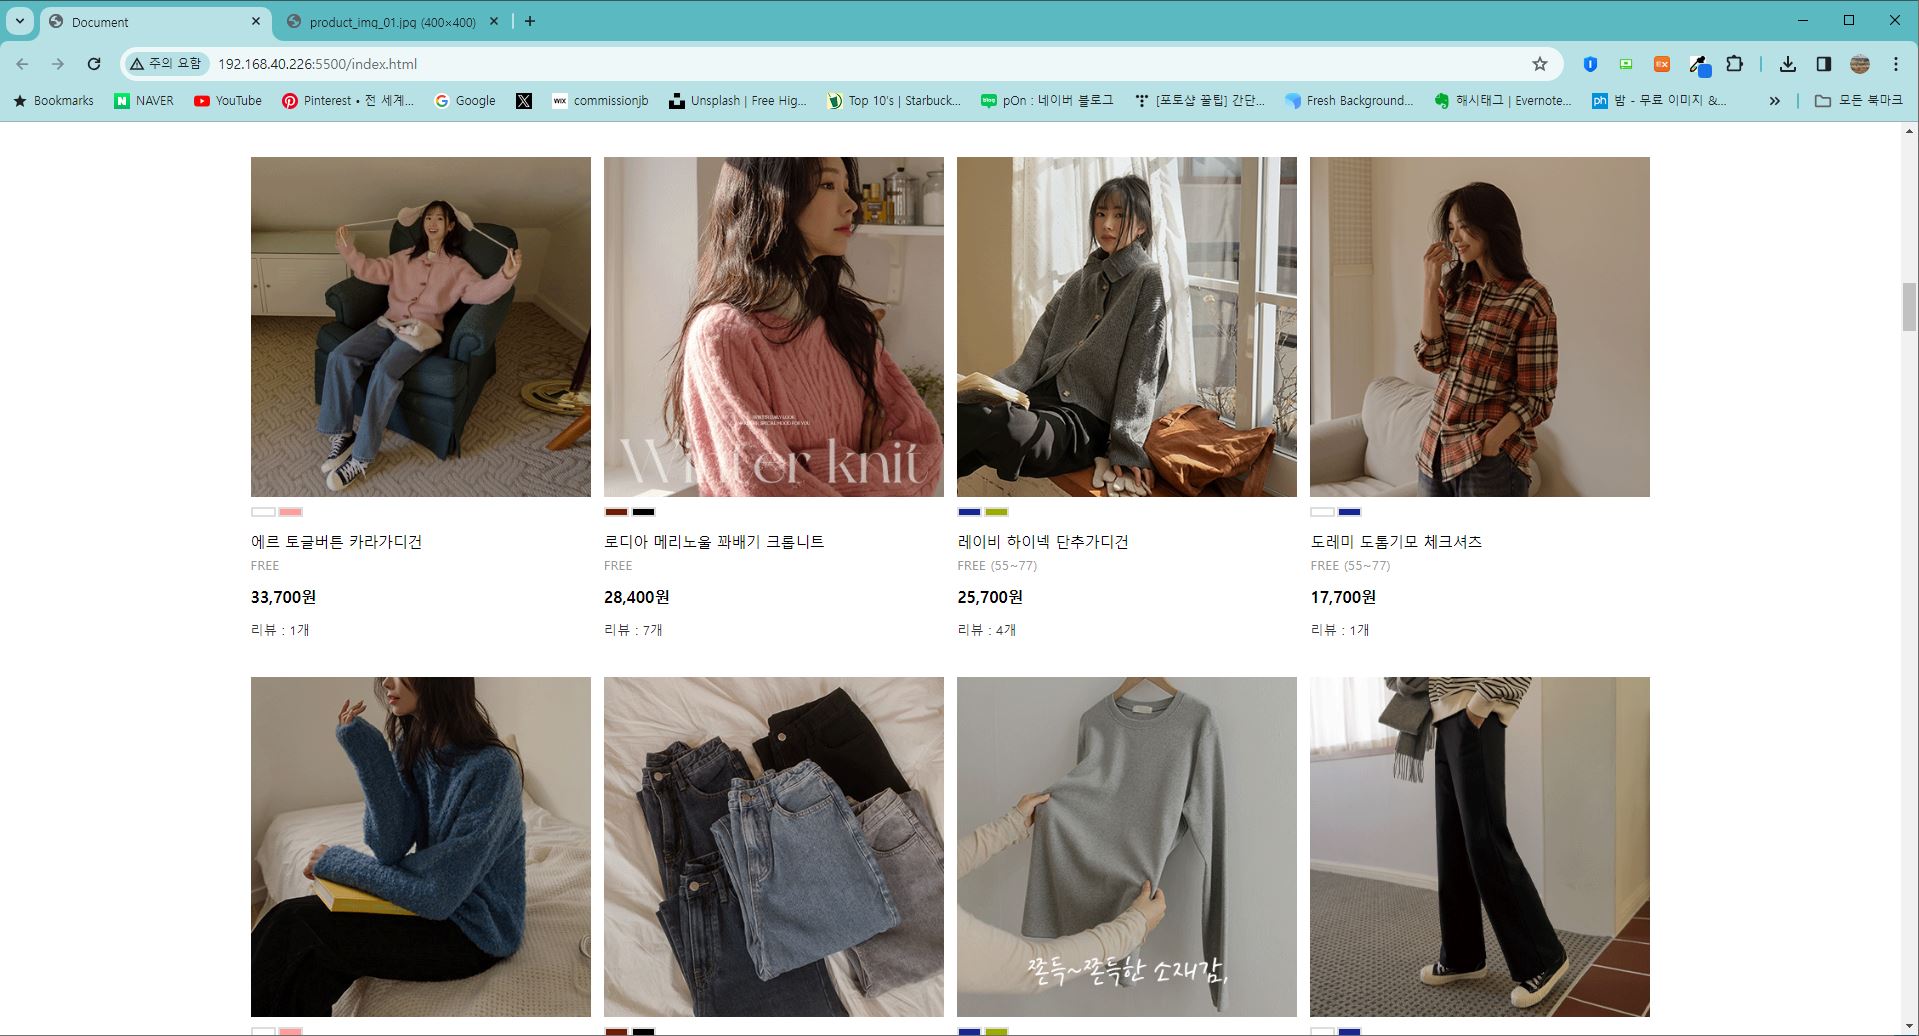 Document
product_img_01.jpg (400×400)
주의 요함
192.168.40.226:5500/index.html
Bookmarks
NAVER
YouTube
Pinterest • 전 세계...
Google
WIX
commissionjb
Unsplash | Free Hig...
Top 10's | Starbuck...
blog
pOn : 네이버 블로그
[포토샵 꿀팁] 간단...
Fresh Background...
해시태그 | Evernote...
ph
밤 - 무료 이미지 &...
모든 북마크
Winter knit
에르 토글버튼 카라가디건
FREE
33,700원
리뷰 : 1개
로디아 메리노울 꽈배기 크롭니트
FREE
28,400원
리뷰 : 7개
레이비 하이넥 단추가디건
FREE (55~77)
25,700원
리뷰 : 4개
도레미 도톰기모 체크셔츠
FREE (55~77)
17,700원
리뷰 : 1개
쫀득~쫀득한 소재감,